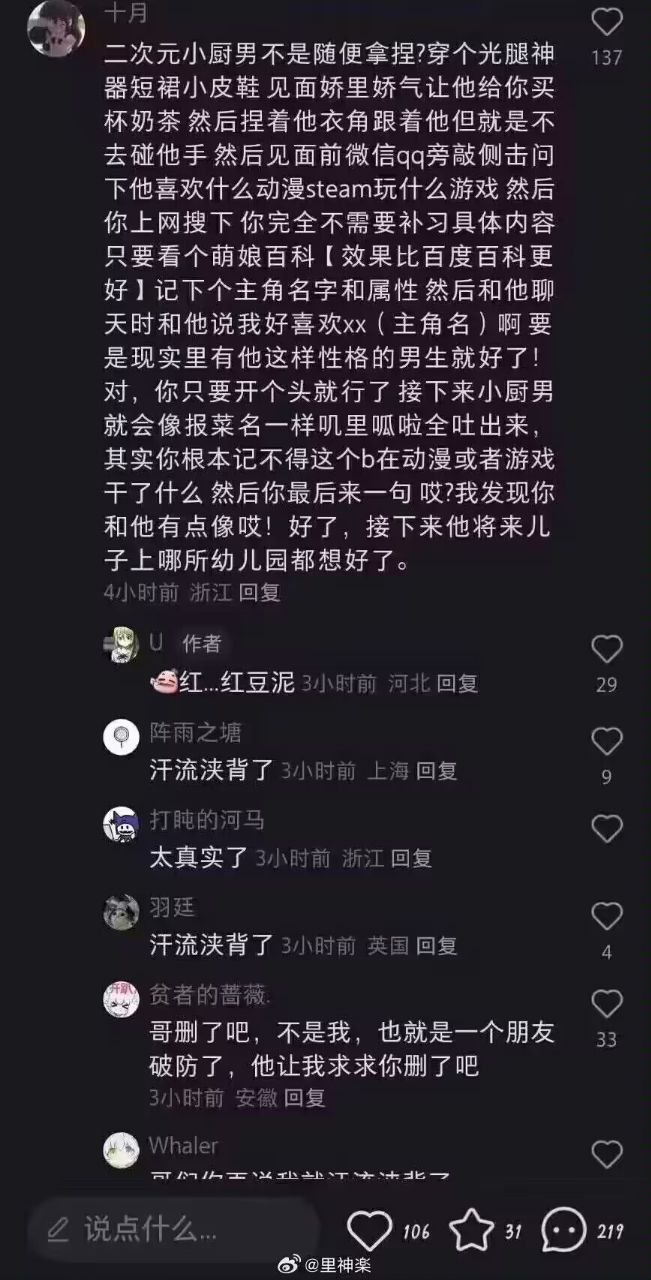 十月
二次元小厨男不是随便拿捏?穿个光腿神
器短裙小皮鞋 见面娇里娇气让他给你买
杯奶茶 然后捏着他衣角跟着他但就是不
去碰他手 然后见面前微信qq旁敲侧击问
下他喜欢什么动漫steam玩什么游戏 然后
你上网搜下 你完全不需要补习具体内容
只要看个萌娘百科【效果比百度百科更
好】记下个主角名字和属性 然后和他聊
天时和他说我好喜欢xx（主角名）啊 要
是现实里有他这样性格的男生就好了！
对，你只要开个头就行了 接下来小厨男
就会像报菜名一样叽里呱啦全吐出来，
其实你根本记不得这个b在动漫或者游戏
干了什么 然后你最后来一句 哎?我发现你
和他有点像哎！好了，接下来他将来儿
子上哪所幼儿园都想好了。
137
4小时前 浙江 回复
U 作者
红...红豆泥 3小时前 河北 回复
29
阵雨之塘
汗流浃背了 3小时前 上海 回复
9
打盹的河马
太真实了 3小时前 浙江 回复
羽廷
汗流浃背了 3小时前 英国 回复
4
贫者的蔷薇.
哥删了吧，不是我，也就是一个朋友
破防了，他让我求求你删了吧
33
3小时前 安徽 回复
Whaler
说点什么...
106
31
219
@里神楽